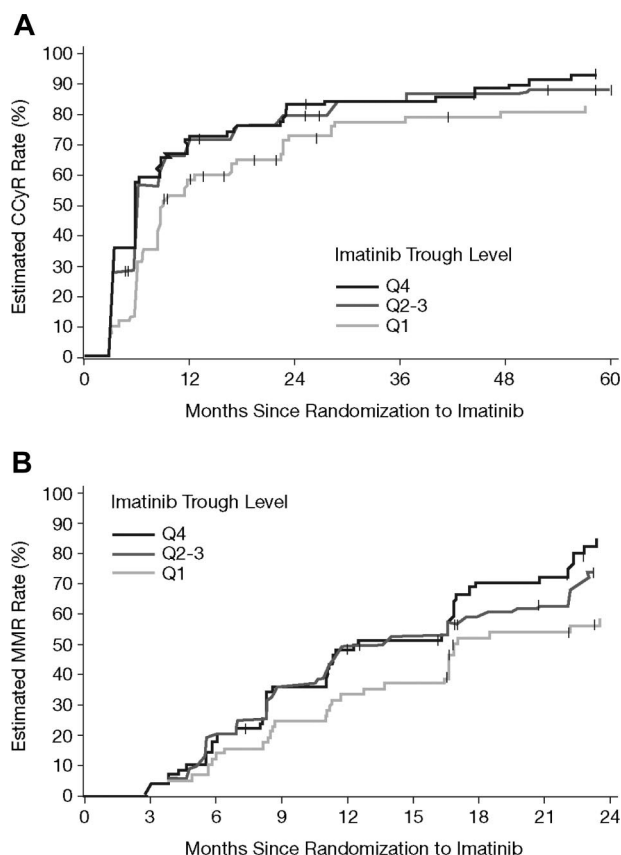 A
Estimated CCyR Rate (%)
100
90
80
70
60
50
40
30
20
10
0
Imatinib Trough Level
Q4
Q2-3
Q1
0 12 24 36 48 60
Months Since Randomization to Imatinib
B
Estimated MMR Rate (%)
100
90
80
70
60
50
40
30
20
10
0
Imatinib Trough Level
Q4
Q2-3
Q1
0 3 6 9 12 15 18 21 24
Months Since Randomization to Imatinib